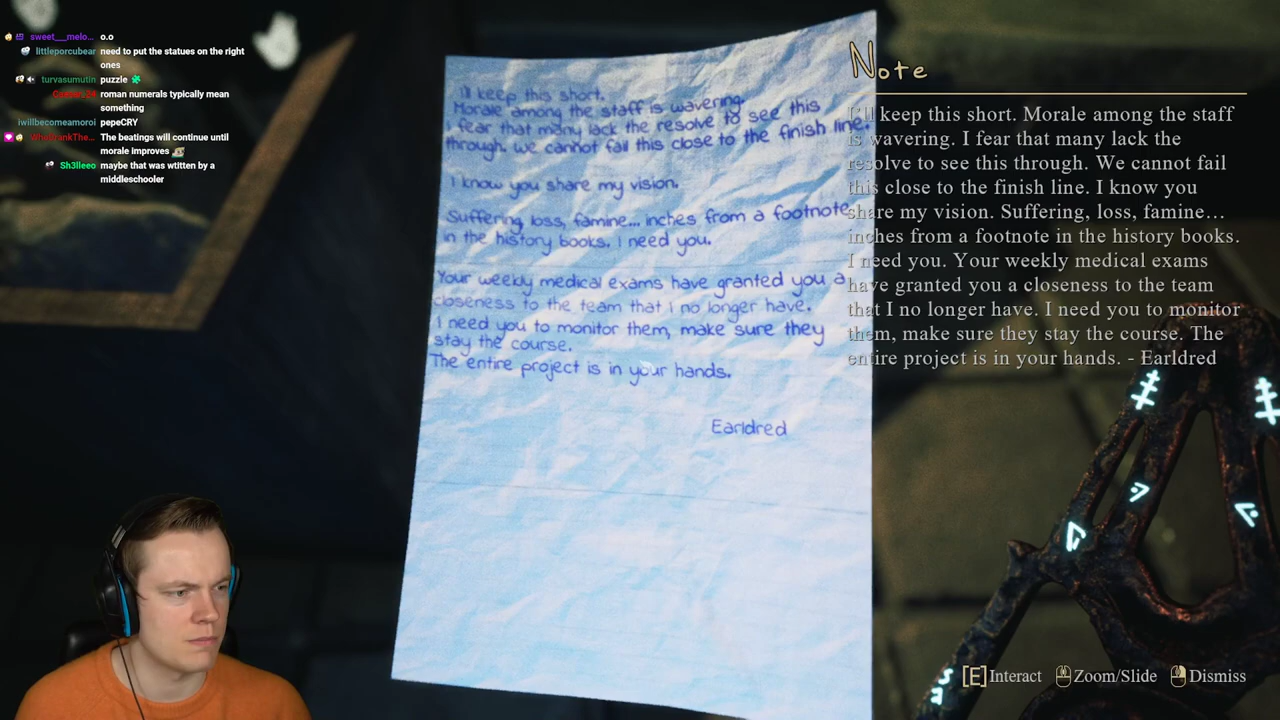 sweet__melo... o.o
littleporcubear need to put the statues on the right
ones
turvasumutin puzzle
roman numerals typically mean
something
iwillbecomeamoroi pepeCRY
WhoDrankThe... The beatings will continue until
morale improves
Sh3lleeo maybe that was wtitten by a
middleschooler
I'll keep this short.
Morale among the staff is wavering.
I fear that many lack the resolve to see this
through. We cannot fail this close to the finish line.
I know you share my vision.
Suffering, loss, famine... inches from a footnote
in the history books. I need you.
Your weekly medical exams have granted you a
closeness to the team that I no longer have.
I need you to monitor them, make sure they
stay the course.
The entire project is in your hands.
Earldred
Note
I'll keep this short. Morale among the staff
is wavering. I fear that many lack the
resolve to see this through. We cannot fail
this close to the finish line. I know you
share my vision. Suffering, loss, famine...
inches from a footnote in the history books.
I need you. Your weekly medical exams
have granted you a closeness to the team
that I no longer have. I need you to monitor
them, make sure they stay the course. The
entire project is in your hands. - Earldred
[E]Interact Zoom/Slide Dismiss